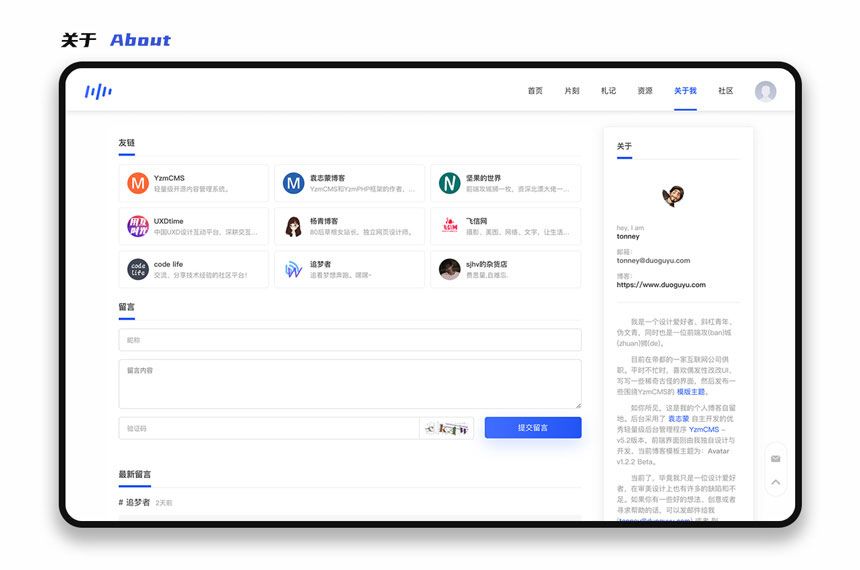 关于 About
首页 片刻 札记 资源 关于我 社区
友链
YzmCMS
轻量级开源内容管理系统。
袁志蒙博客
YzmCMS和YzmPHP框架的作者，...
坚果的世界
前端攻城狮一枚，资深北漂大佬一...
UXDtime
中国UXD设计互动平台，深耕交互...
杨青博客
80后草根女站长，独立网页设计师。
飞信网
摄影、美图、网络、文字，让生活...
code life
code life
交流、分享技术经验的社区平台！
追梦者
追着梦想奔跑。嘿嘿~
sjhv的杂货店
费思量,自难忘.
留言
昵称
留言内容
验证码
提交留言
最新留言
# 追梦者 2天前
关于
hey, I am
tonney
邮箱:
tonney@duoguyu.com
博客:
https://www.duoguyu.com
我是一个设计爱好者，斜杠青年，
伪文青，同时也是一位前端攻(ban)城
(zhuan)狮(de)。
目前在帝都的一家互联网公司供
职。平时不忙时，喜欢偶发性改改UI，
写写一些稀奇古怪的界面，然后发布一
些围绕YzmCMS的 模版主题。
如你所见，这是我的个人博客自留
地。后台采用了 袁志蒙 自主开发的优
秀轻量级后台管理程序 YzmCMS -
v5.2版本，前端界面则由我独自设计与
开发，当前博客模板主题为：Avatar
v1.2.2 Beta。
当前了，毕竟我只是一位设计爱好
者，在审美设计上也有许多的缺陷和不
足。如果你有一些好的想法、创意或者
寻求帮助的话，可以发邮件给我
(tonney@duoguyu.com)